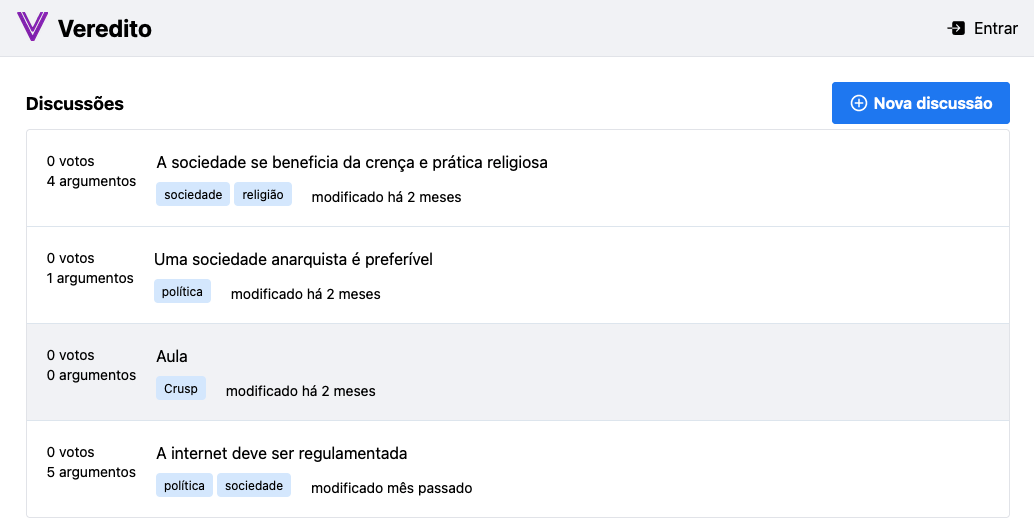 Veredito
Entrar
Discussões
Nova discussão
0 votos
4 argumentos
A sociedade se beneficia da crença e prática religiosa
sociedade religião modificado há 2 meses
0 votos
1 argumentos
Uma sociedade anarquista é preferível
política modificado há 2 meses
0 votos
0 argumentos
Aula
Crusp modificado há 2 meses
0 votos
5 argumentos
A internet deve ser regulamentada
política sociedade modificado mês passado